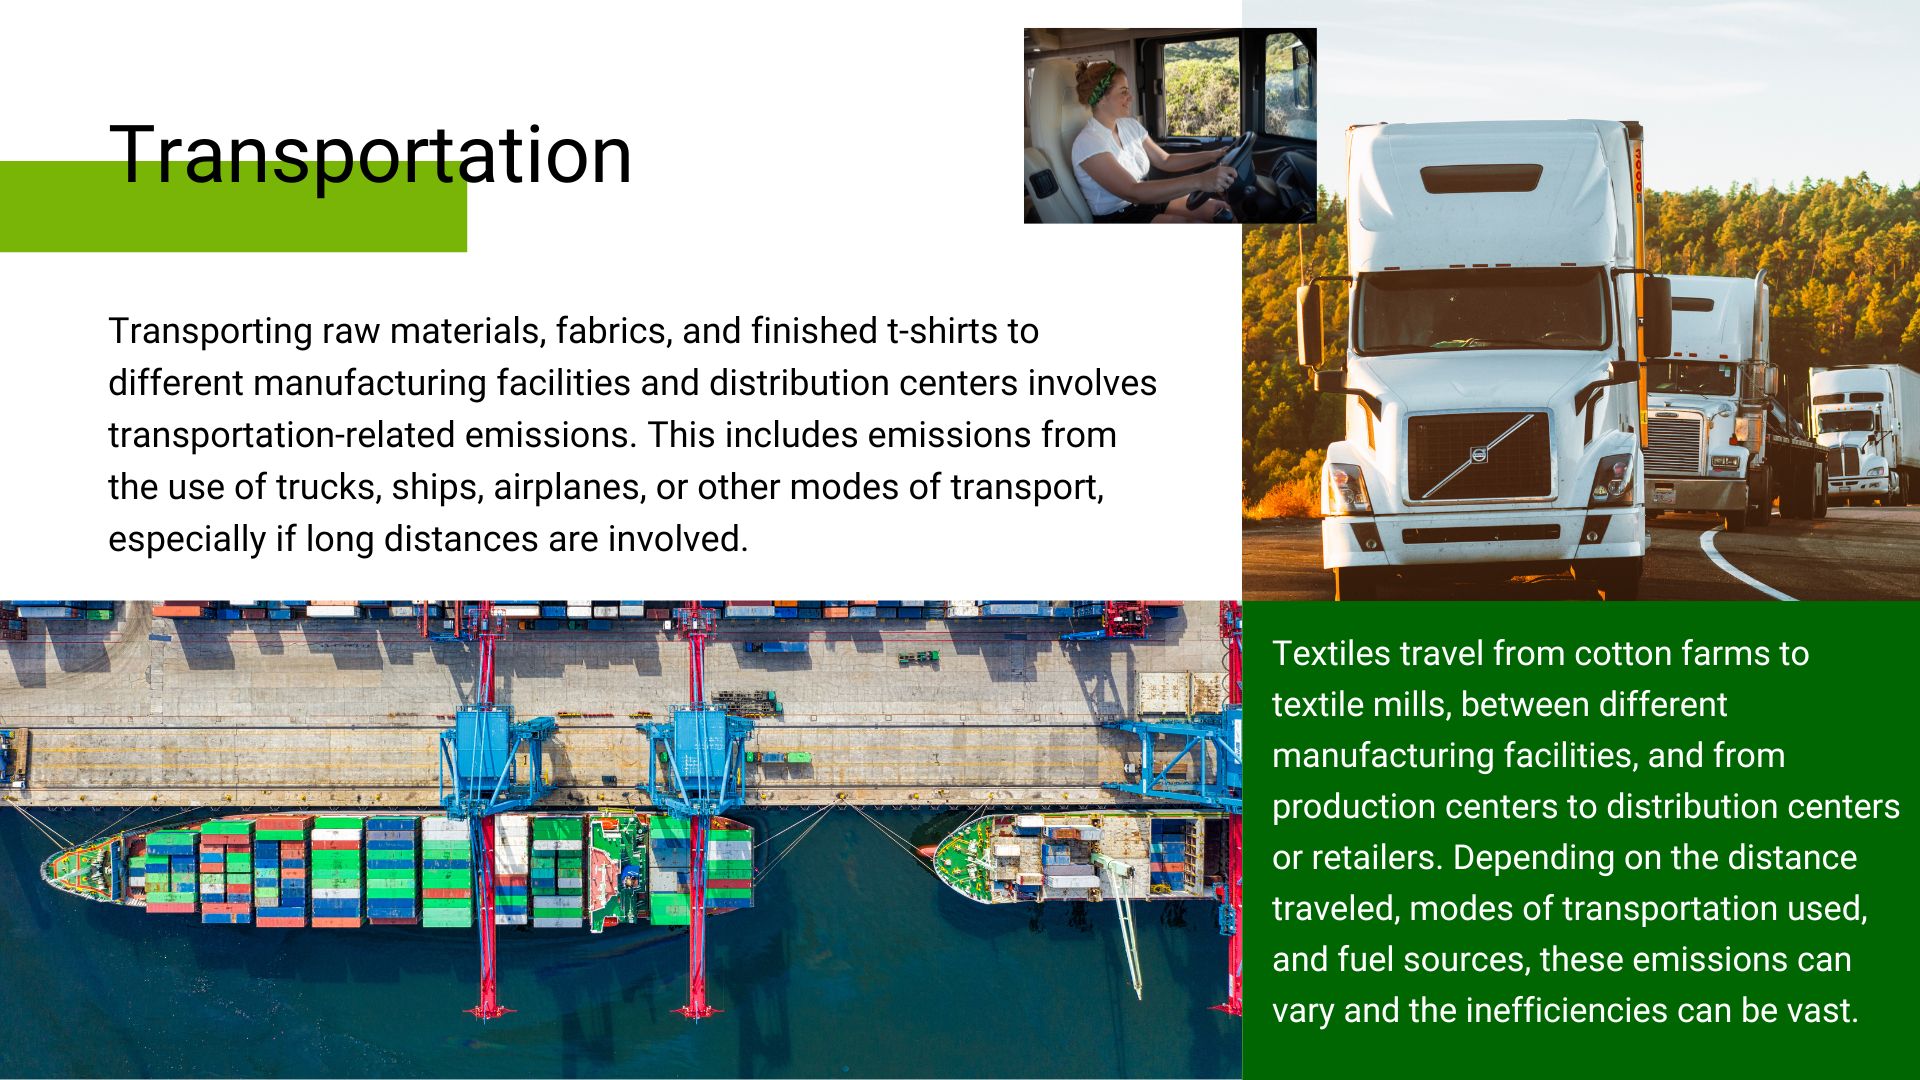 Transportation
Transporting raw materials, fabrics, and finished t-shirts to
different manufacturing facilities and distribution centers involves
transportation-related emissions. This includes emissions from
the use of trucks, ships, airplanes, or other modes of transport,
especially if long distances are involved.
Textiles travel from cotton farms to
textile mills, between different
manufacturing facilities, and from
production centers to distribution centers
or retailers. Depending on the distance
traveled, modes of transportation used,
and fuel sources, these emissions can
vary and the inefficiencies can be vast.